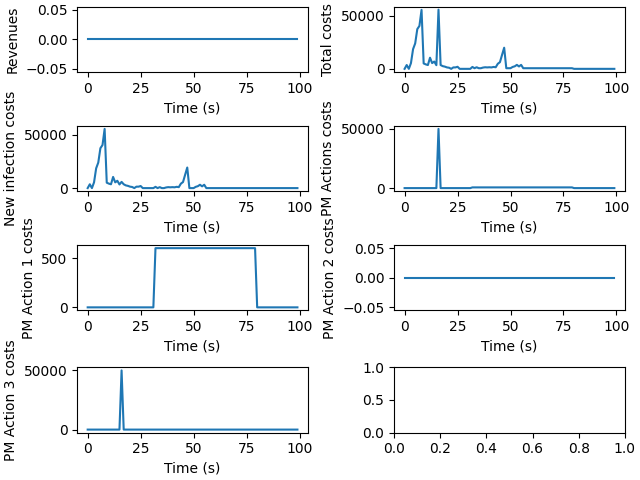 Revenues
0.05
0.00
−0.05
0 25 50 75 100
Time (s)
Total costs
50000
0
0 25 50 75 100
Time (s)
New infection costs
50000
0
0 25 50 75 100
Time (s)
PM Actions costs
50000
0
0 25 50 75 100
Time (s)
PM Action 1 costs
500
0
0 25 50 75 100
Time (s)
PM Action 2 costs
0.05
0.00
−0.05
0 25 50 75 100
Time (s)
PM Action 3 costs
50000
0
0 25 50 75 100
Time (s)
1.0
0.5
0.0
0.0 0.2 0.4 0.6 0.8 1.0